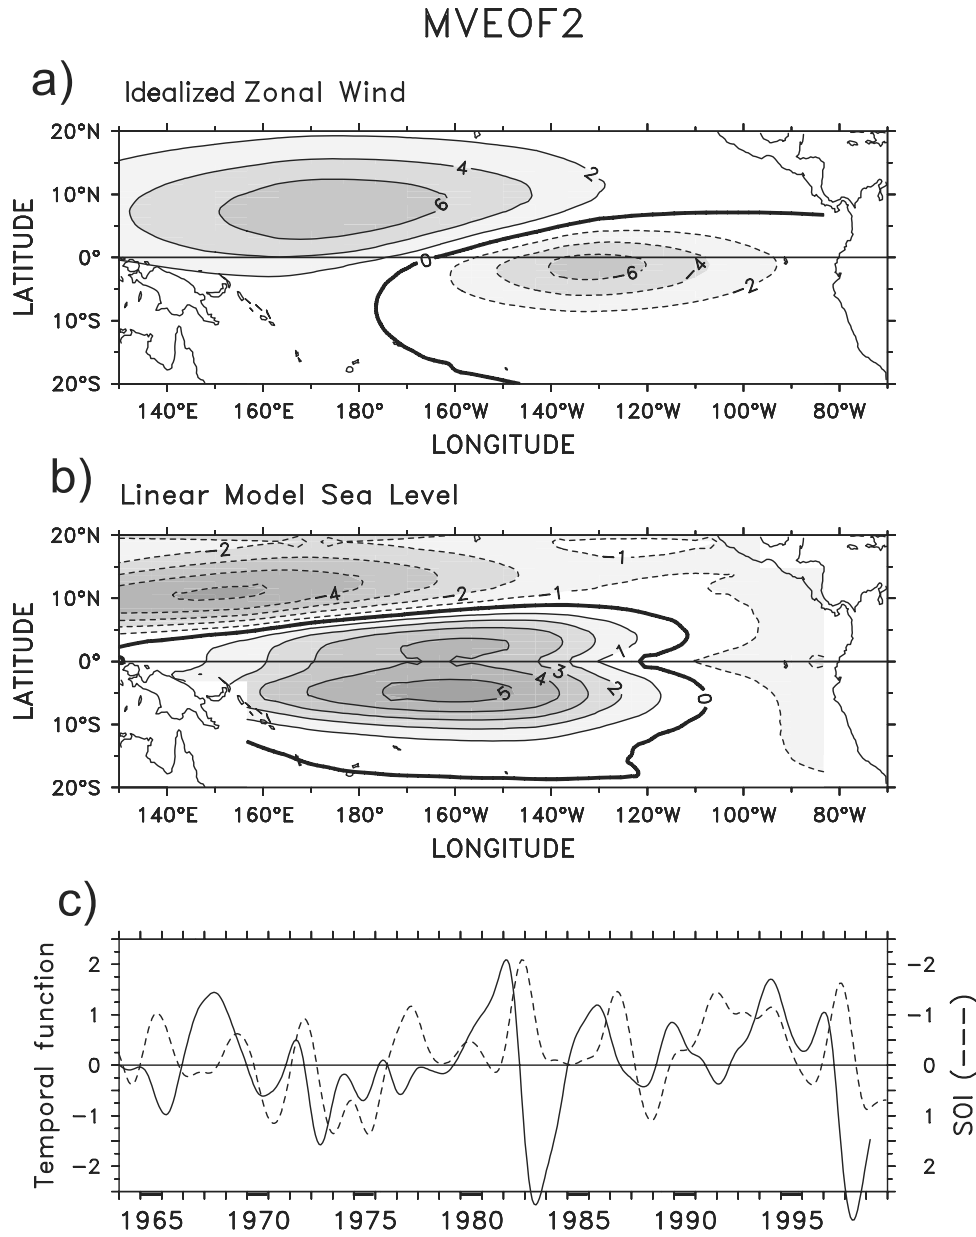 MVEOF2
a)
Idealized Zonal Wind
20°N
10°N
0°
10°S
20°S
LATITUDE
4
2
6
0
-6
-4
-2
140°E 160°E 180° 160°W 140°W 120°W 100°W 80°W
LONGITUDE
b)
Linear Model Sea Level
20°N
10°N
0°
10°S
20°S
LATITUDE
-2
-1
-4
-2
-1
1
3
4
5
2
0
140°E 160°E 180° 160°W 140°W 120°W 100°W 80°W
LONGITUDE
c)
Temporal function
2
1
0
-1
-2
-2
-1
0
1
2
SOI (---)
1965 1970 1975 1980 1985 1990 1995